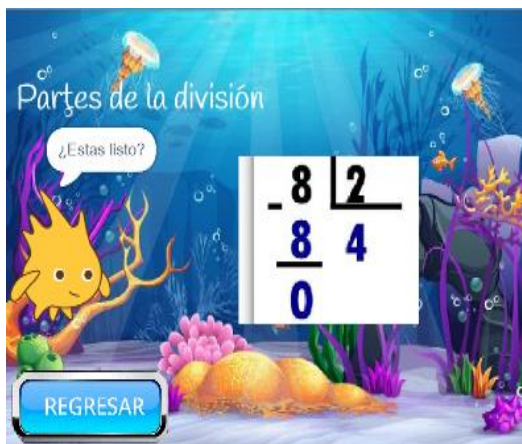 Partes de la división
¿Estas listo?
8 2
- 8 4
0
REGRESAR